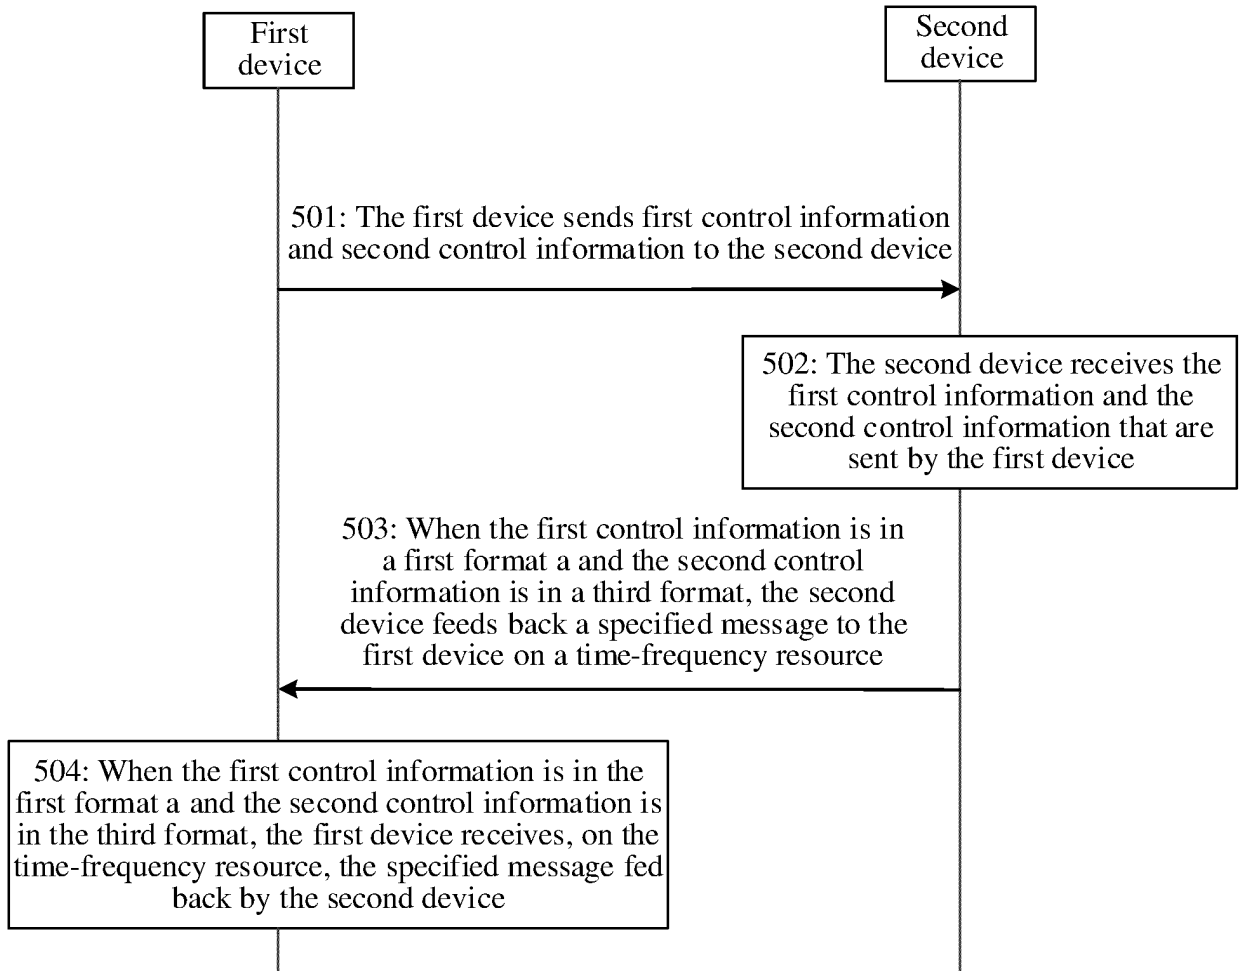 First
device
Second
device
501: The first device sends first control information
and second control information to the second device
502: The second device receives the
first control information and the
second control information that are
sent by the first device
503: When the first control information is in
a first format a and the second control
information is in a third format, the second
device feeds back a specified message to the
first device on a time-frequency resource
504: When the first control information is in the
first format a and the second control information is
in the third format, the first device receives, on the
time-frequency resource, the specified message fed
back by the second device